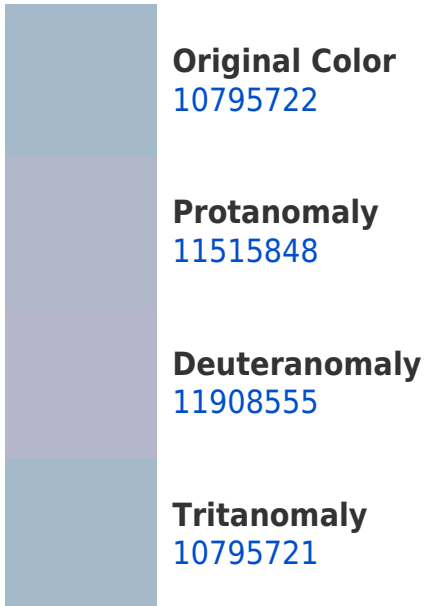 Original Color
10795722
Protanomaly
11515848
Deuteranomaly
11908555
Tritanomaly
10795721